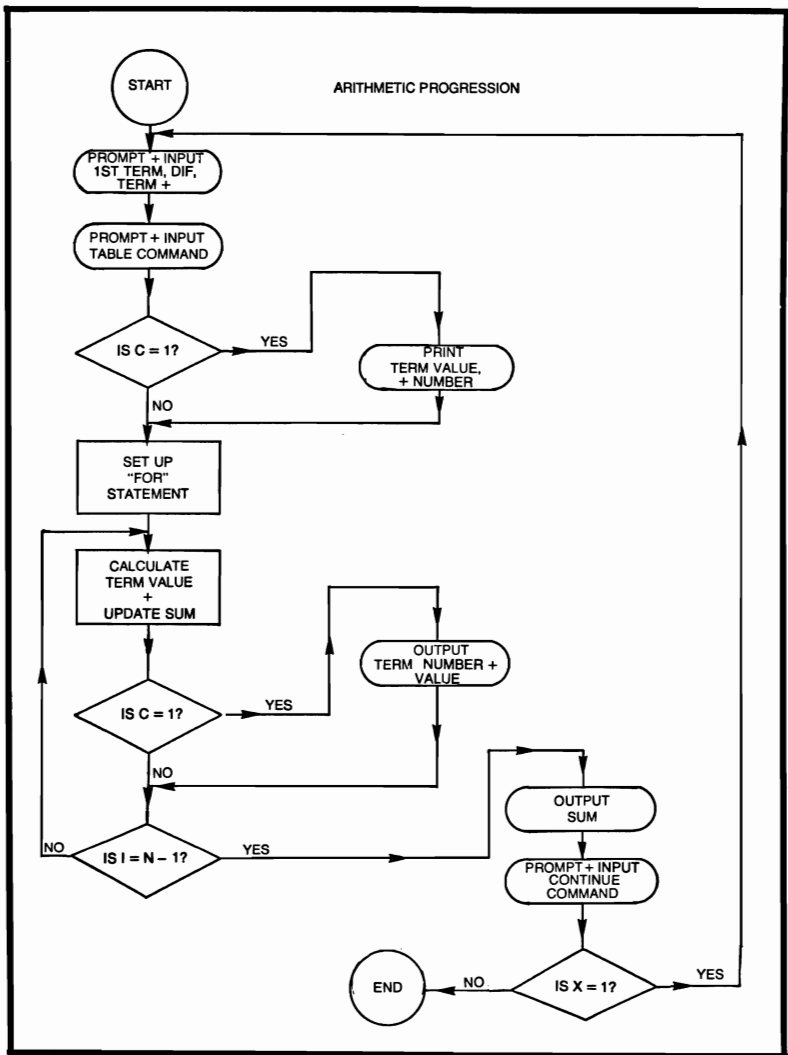 START
ARITHMETIC PROGRESSION
PROMPT + INPUT
1ST TERM, DIF,
TERM +
PROMPT + INPUT
TABLE COMMAND
IS C = 1?
YES
PRINT
TERM VALUE,
+ NUMBER
NO
SET UP
"FOR"
STATEMENT
CALCULATE
TERM VALUE
+
UPDATE SUM
IS C = 1?
YES
OUTPUT
TERM NUMBER +
VALUE
NO
IS I = N – 1?
NO
YES
OUTPUT
SUM
PROMPT + INPUT
CONTINUE
COMMAND
IS X = 1?
YES
NO
END